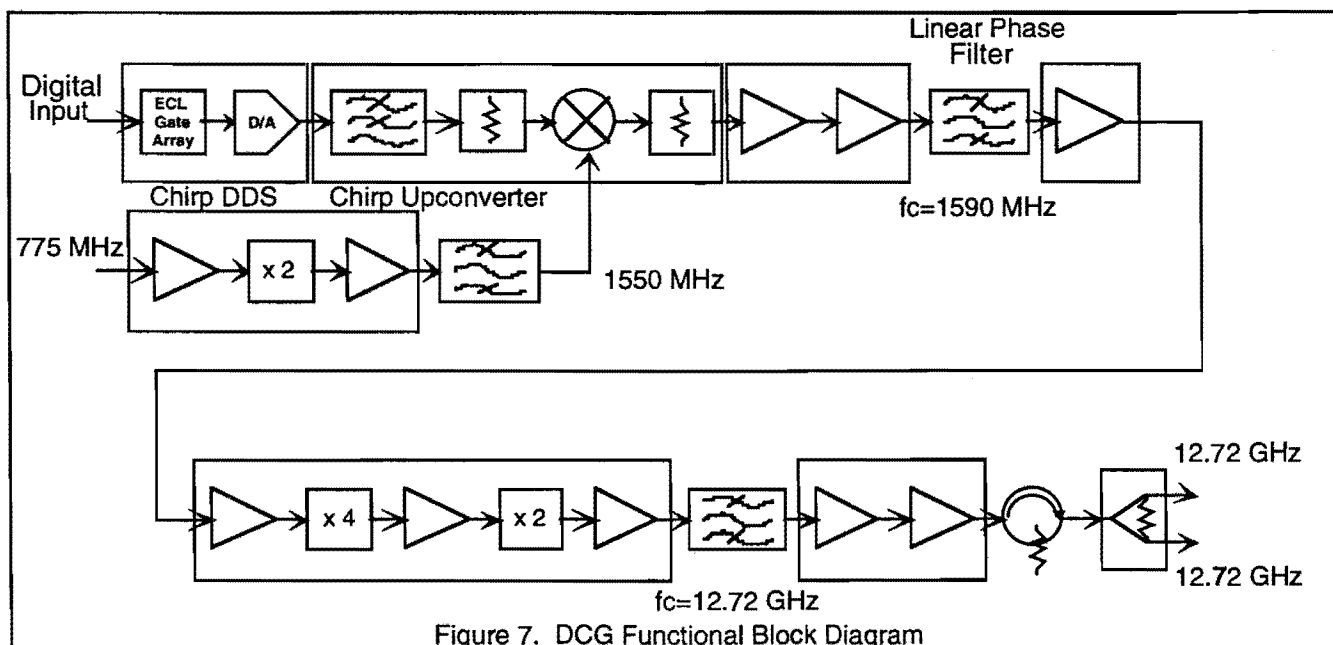 Linear Phase
Filter
Digital
Input
ECL
Gate
Array
D/A
Chirp DDS
Chirp Upconverter
fc=1590 MHz
775 MHz
x 2
1550 MHz
x 4
x 2
12.72 GHz
12.72 GHz
fc=12.72 GHz
Figure 7. DCG Functional Block Diagram